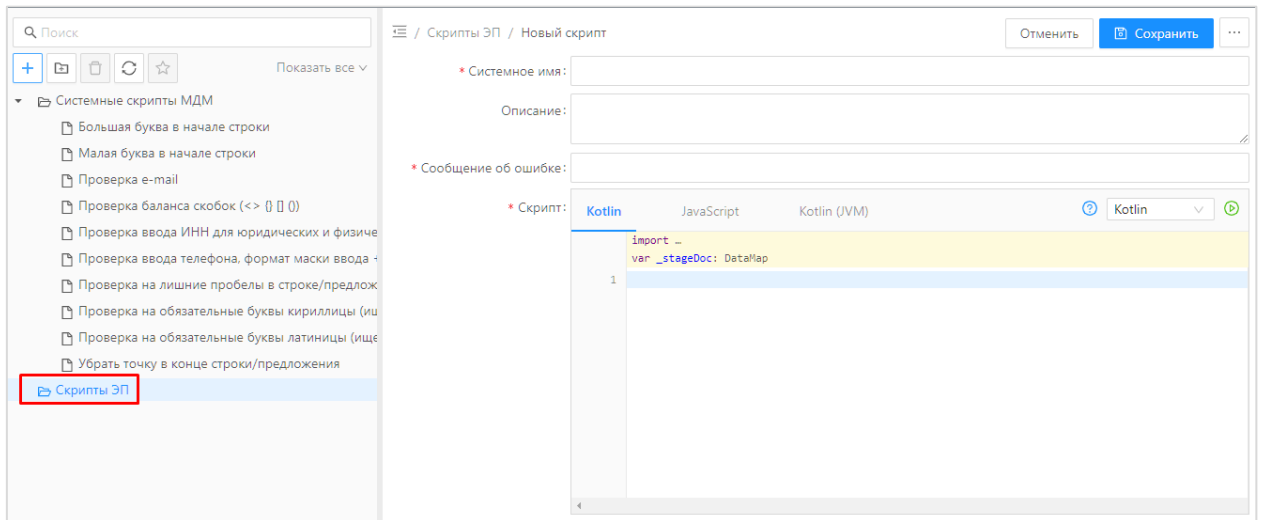 Поиск
Показать все
Системные скрипты МДМ
Большая буква в начале строки
Малая буква в начале строки
Проверка e-mail
Проверка баланса скобок (<> {} [] ())
Проверка ввода ИНН для юридических и физиче
Проверка ввода телефона, формат маски ввода +
Проверка на лишние пробелы в строке/предлож
Проверка на обязательные буквы кириллицы (ищ
Проверка на обязательные буквы латиницы (ище
Убрать точку в конце строки/предложения
Скрипты ЭП
/ Скрипты ЭП / Новый скрипт
Отменить
Сохранить
* Системное имя:
Описание:
* Сообщение об ошибке:
* Скрипт:
Kotlin JavaScript Kotlin (JVM)
Kotlin
import …
var _stageDoc: DataMap
1